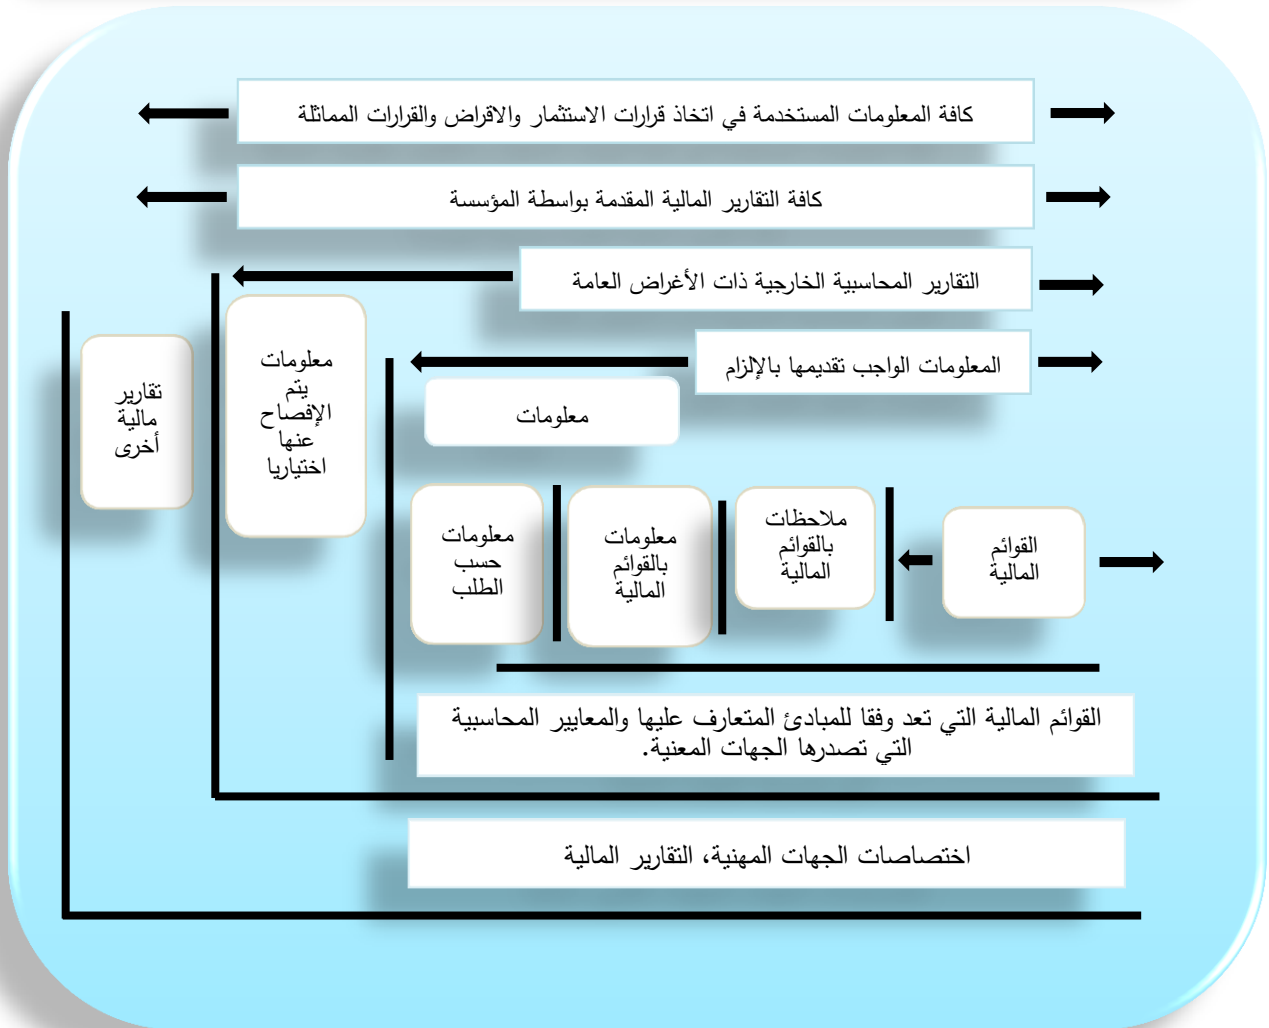 كافة المعلومات المستخدمة في اتخاذ قرارات الاستثمار والاقراض والقرارات المماثلة
كافة التقارير المالية المقدمة بواسطة المؤسسة
التقارير المحاسبية الخارجية ذات الأغراض العامة
المعلومات الواجب تقديمها بالإلزام
معلومات
القوائم
المالية
ملاحظات
بالقوائم
المالية
معلومات
بالقوائم
المالية
معلومات
حسب
الطلب
معلومات
يتم
الإفصاح
عنها
اختياريا
تقارير
مالية
أخرى
القوائم المالية التي تعد وفقا للمبادئ المتعارف عليها والمعايير المحاسبية
التي تصدرها الجهات المعنية.
اختصاصات الجهات المهنية، التقارير المالية